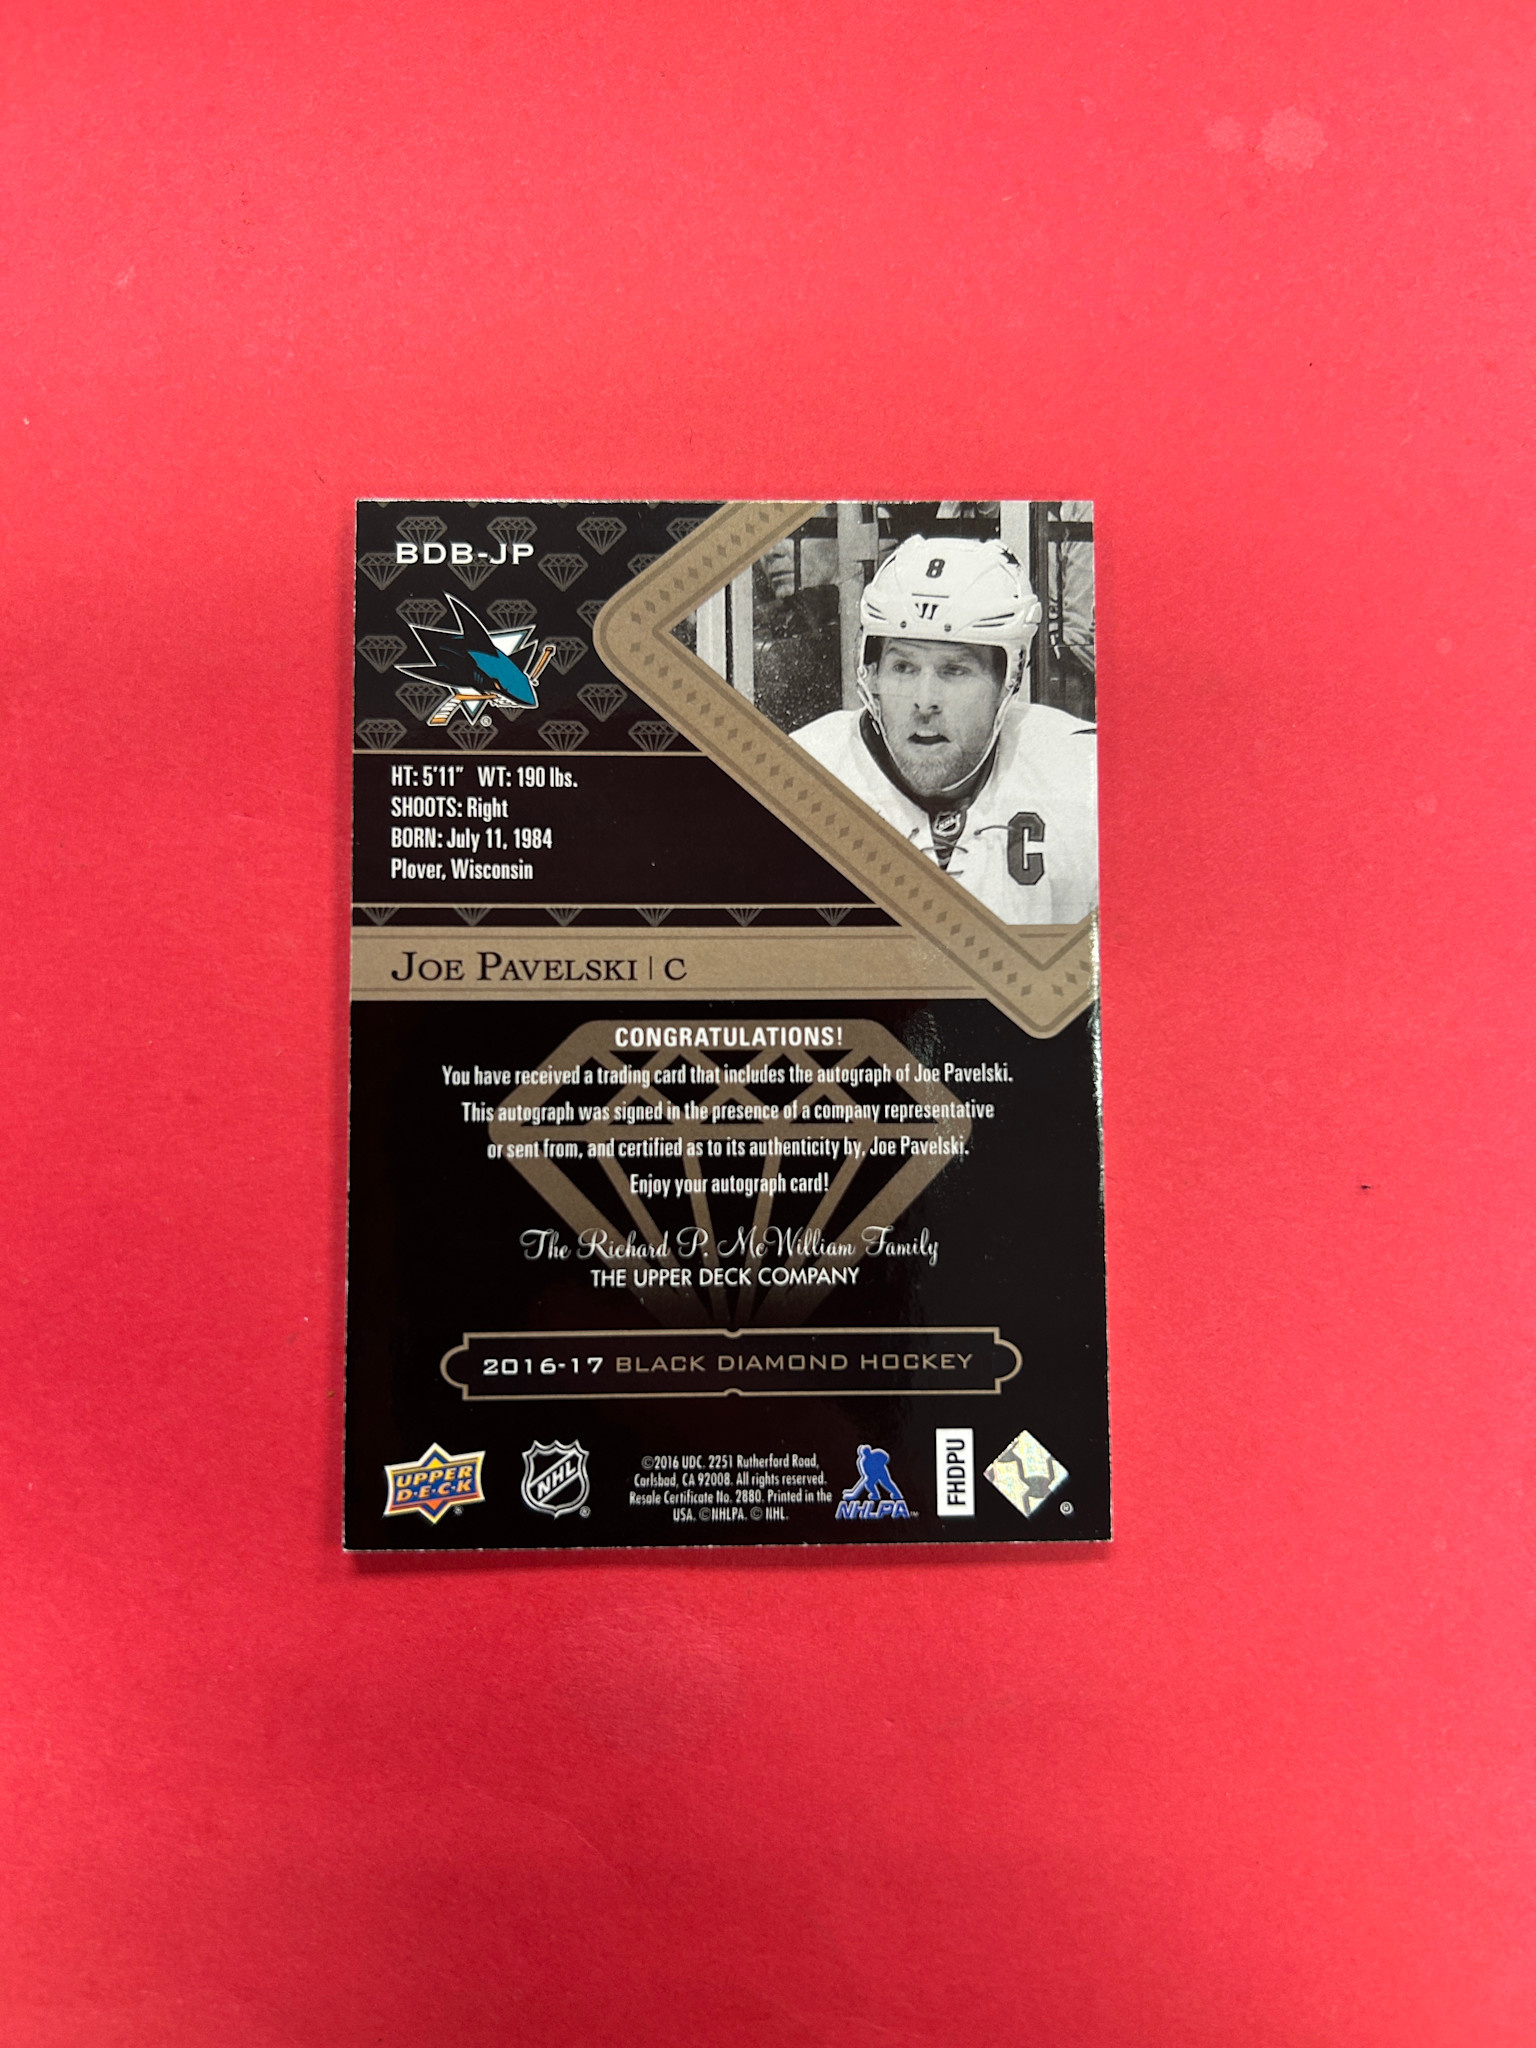 BDB-JP
8
C
HT: 5'11" WT: 190 lbs.
SHOOTS: Right
BORN: July 11, 1984
Plover, Wisconsin
JOE PAVELSKI | C
CONGRATULATIONS!
You have received a trading card that includes the autograph of Joe Pavelski.
This autograph was signed in the presence of a company representative
or sent from, and certified as to its authenticity by, Joe Pavelski.
Enjoy your autograph card!
The Richard P. McWilliam Family
THE UPPER DECK COMPANY
2016-17 BLACK DIAMOND HOCKEY
UPPER
D·E·C·K
NHL
©2016 UDC. 2251 Rutherford Road,
Carlsbad, CA 92008. All rights reserved.
Resale Certificate No. 2880. Printed in the
USA. ©NHLPA. © NHL.
NHLPA
FHDPU